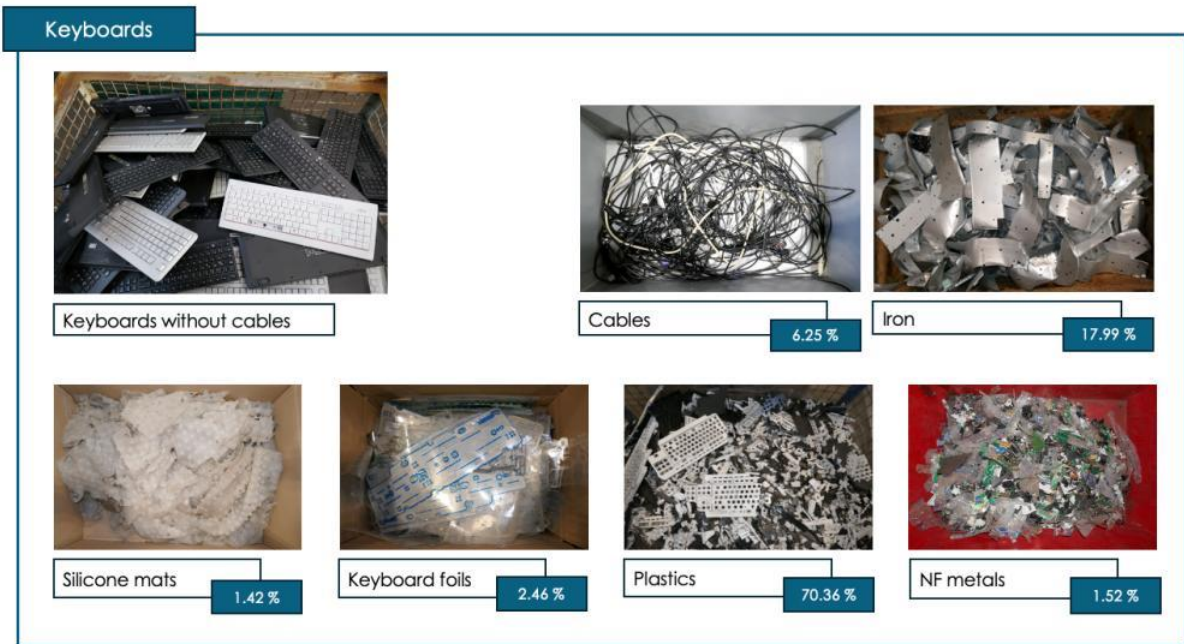 Keyboards
Keyboards without cables
Cables
6.25 %
Iron
17.99 %
Silicone mats
1.42 %
Keyboard foils
2.46 %
Plastics
70.36 %
NF metals
1.52 %